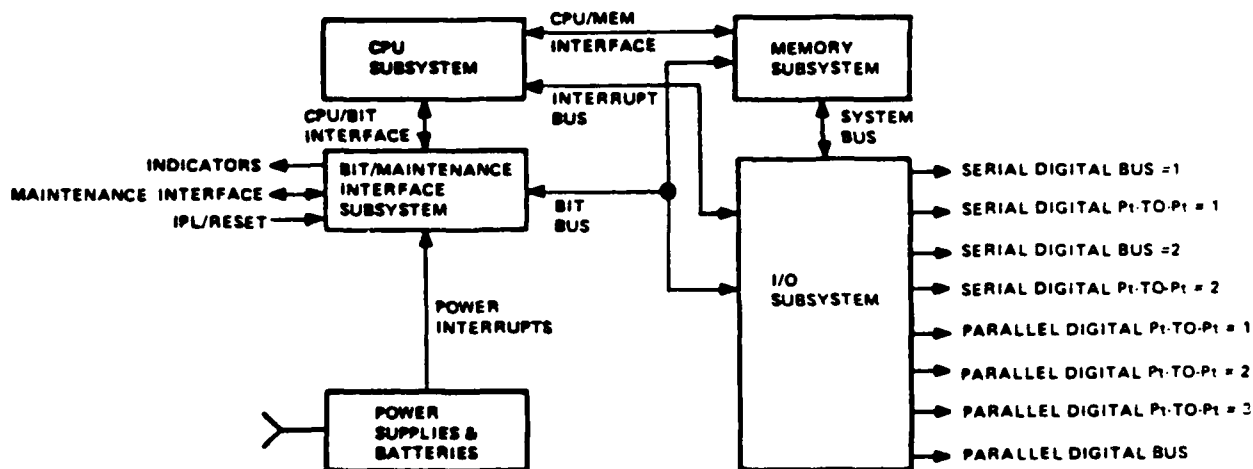 CPU/MEM
INTERFACE
CPU
SUBSYSTEM
MEMORY
SUBSYSTEM
INTERRUPT
BUS
CPU/BIT
INTERFACE
SYSTEM
BUS
INDICATORS
MAINTENANCE INTERFACE
IPL/RESET
BIT/MAINTENANCE
INTERFACE
SUBSYSTEM
BIT
BUS
I/O
SUBSYSTEM
SERIAL DIGITAL BUS =1
SERIAL DIGITAL Pt-TO-Pt = 1
SERIAL DIGITAL BUS =2
SERIAL DIGITAL Pt-TO-Pt = 2
PARALLEL DIGITAL Pt-TO-Pt = 1
PARALLEL DIGITAL Pt-TO-Pt = 2
PARALLEL DIGITAL Pt-TO-Pt = 3
PARALLEL DIGITAL BUS
POWER
INTERRUPTS
POWER
SUPPLIES &
BATTERIES